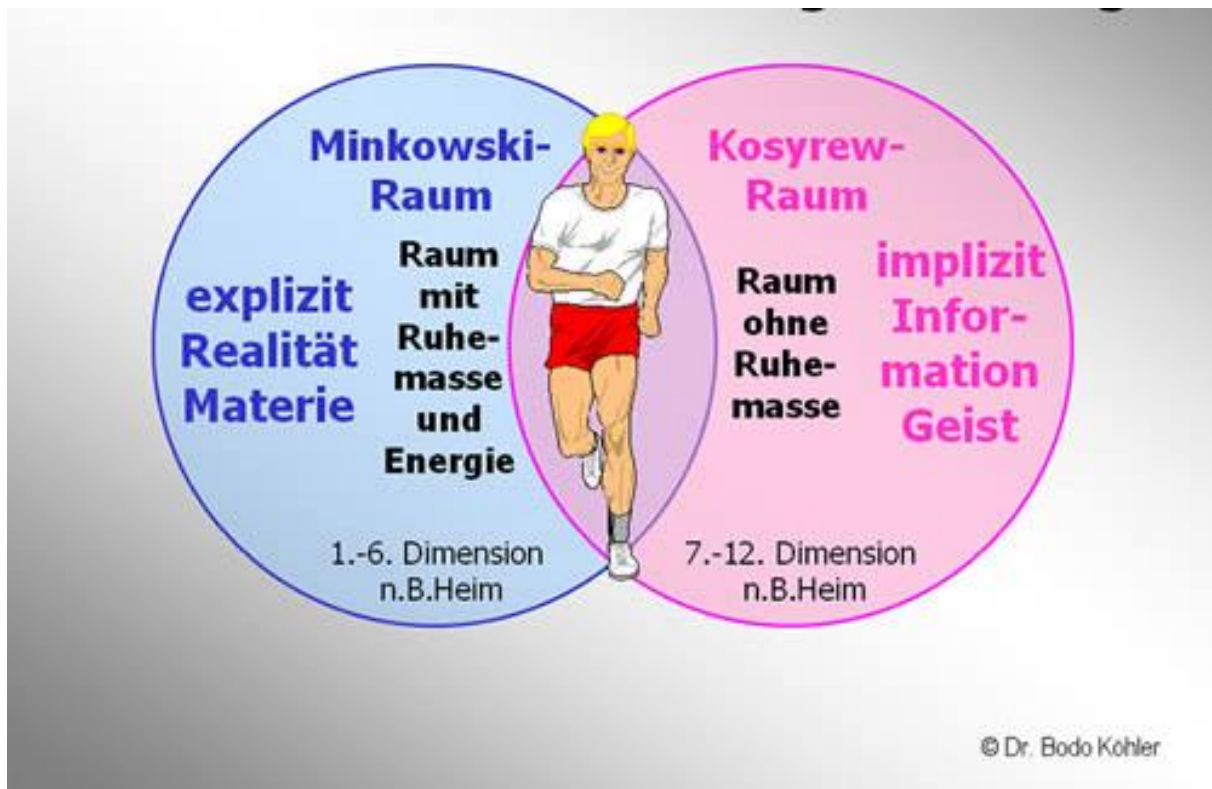 Minkowski-
Raum
explizit
Realität
Materie
Raum
mit
Ruhe-
masse
und
Energie
1.-6. Dimension
n.B.Heim
Kosyrew-
Raum
Raum
ohne
Ruhe-
masse
implizit
Infor-
mation
Geist
7.-12. Dimension
n.B.Heim
© Dr. Bodo Köhler